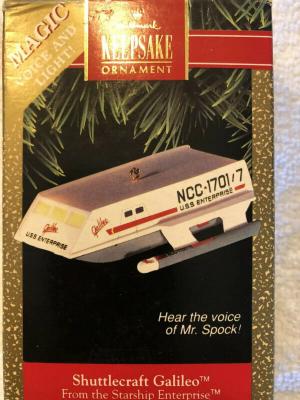 Hallmark
KEEPSAKE
ORNAMENT
MAGIC
VOICE AND
LIGHT
NCC-1701/7
U.S.S. ENTERPRISE
Galileo
Galileo
U.S.S. ENTERPRISE
Hear the voice
of Mr. Spock!
Shuttlecraft Galileo™
From the Starship Enterprise™